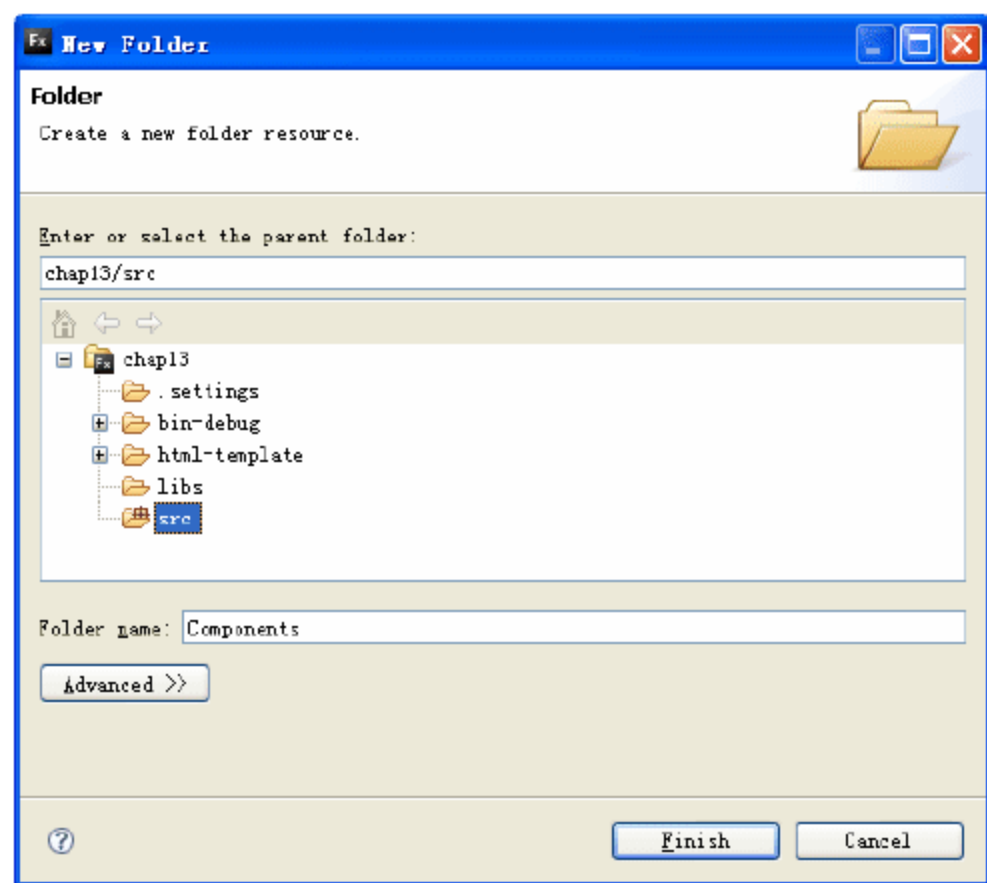 Fx New Folder
Folder
Create a new folder resource.
Enter or select the parent folder:
chap13/src
Fx chap13
.settings
bin-debug
html-template
libs
src
Folder name: Components
Advanced >>
?
Finish Cancel